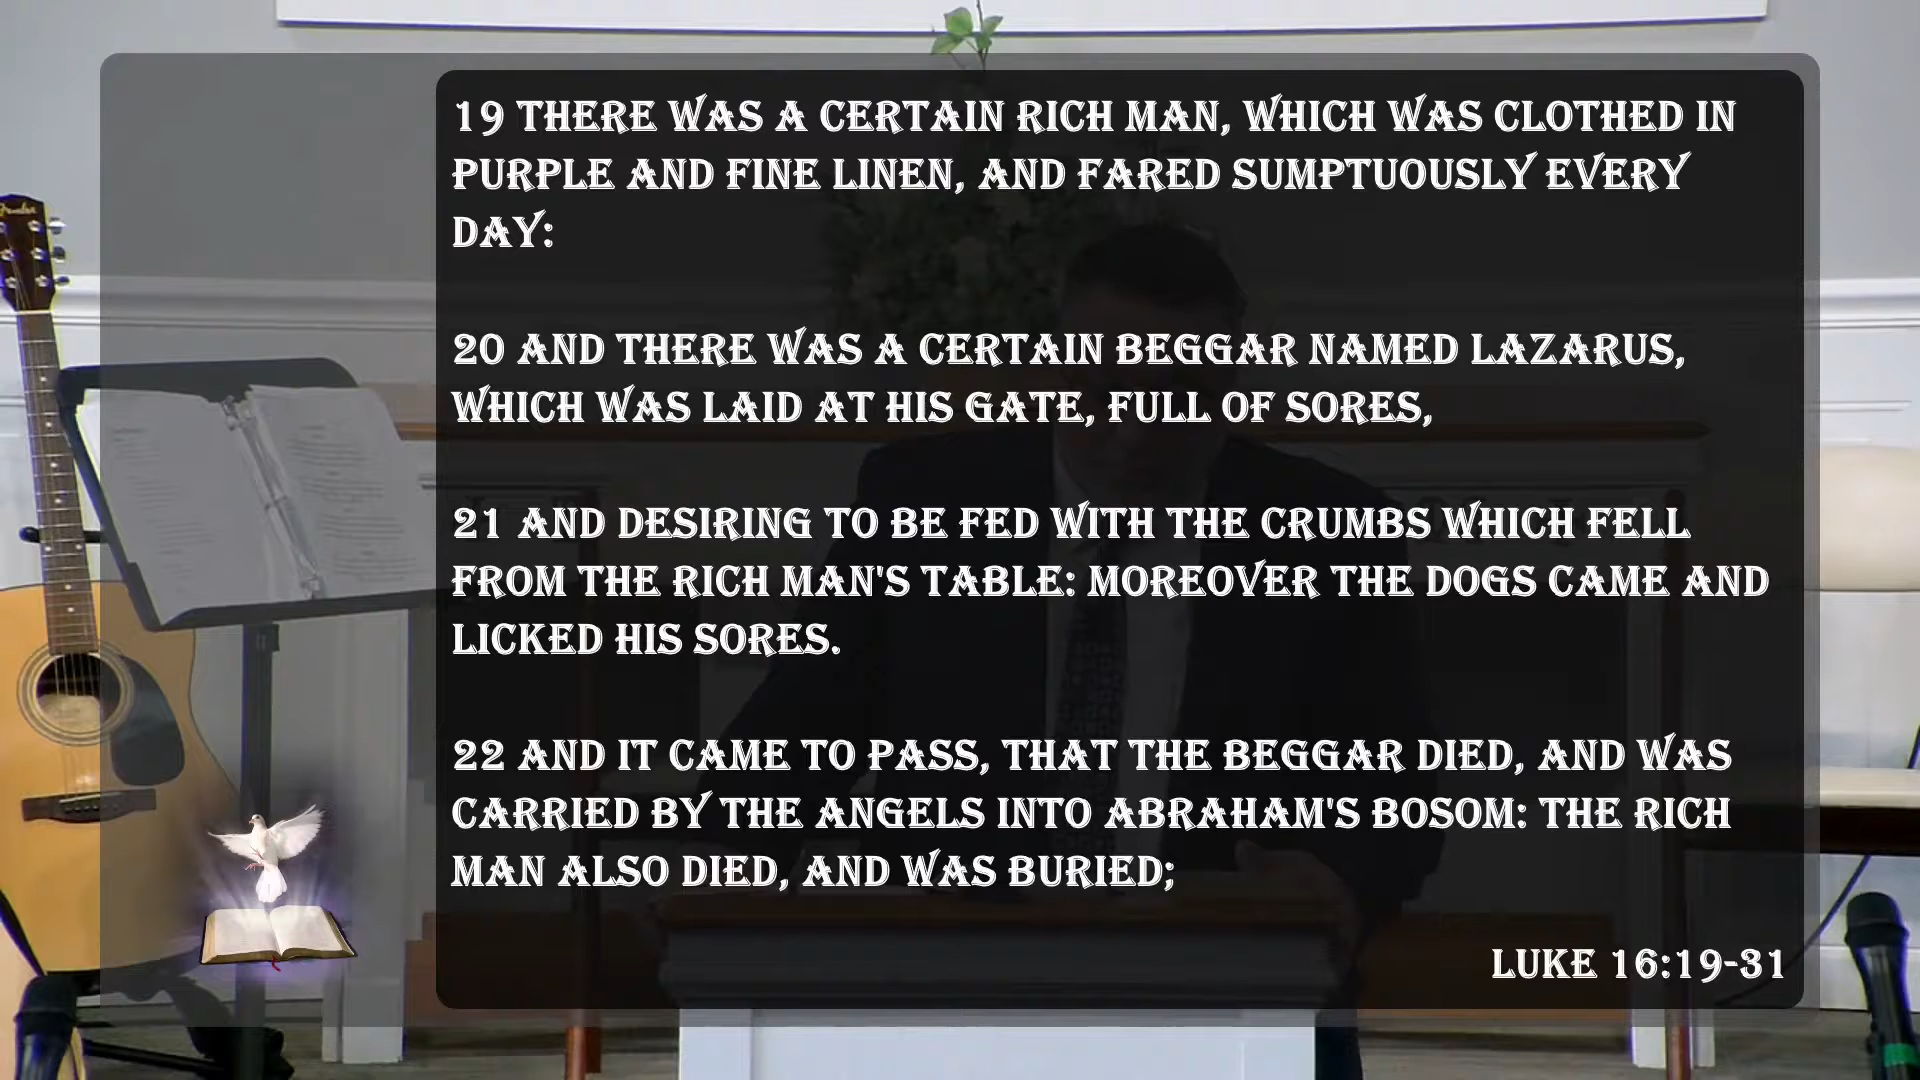 19 THERE WAS A CERTAIN RICH MAN, WHICH WAS CLOTHED IN
PURPLE AND FINE LINEN, AND FARED SUMPTUOUSLY EVERY
DAY:
20 AND THERE WAS A CERTAIN BEGGAR NAMED LAZARUS,
WHICH WAS LAID AT HIS GATE, FULL OF SORES,
21 AND DESIRING TO BE FED WITH THE CRUMBS WHICH FELL
FROM THE RICH MAN'S TABLE: MOREOVER THE DOGS CAME AND
LICKED HIS SORES.
22 AND IT CAME TO PASS, THAT THE BEGGAR DIED, AND WAS
CARRIED BY THE ANGELS INTO ABRAHAM'S BOSOM: THE RICH
MAN ALSO DIED, AND WAS BURIED;
LUKE 16:19-31
Fender